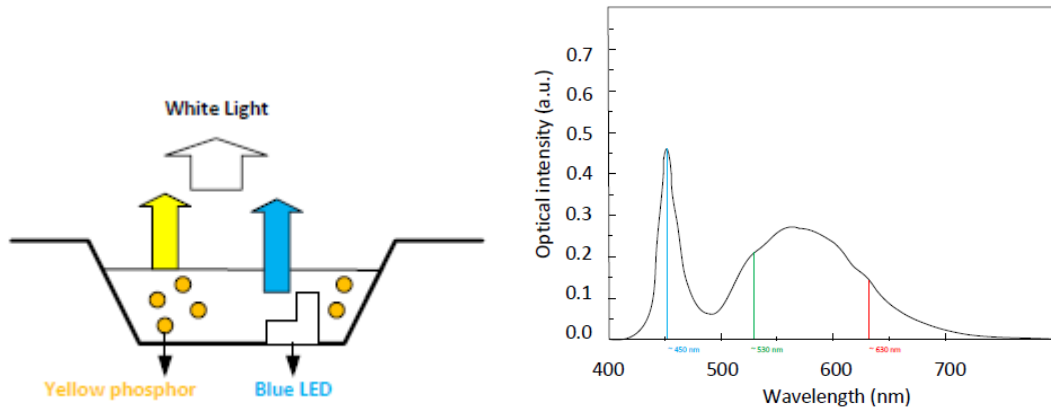 White Light
Yellow phosphor
Blue LED
Optical intensity (a.u.)
0.7
0.6
0.5
0.4
0.3
0.2
0.1
0.0
~ 450 nm
~ 530 nm
~ 630 nm
400
500
600
700
Wavelength (nm)